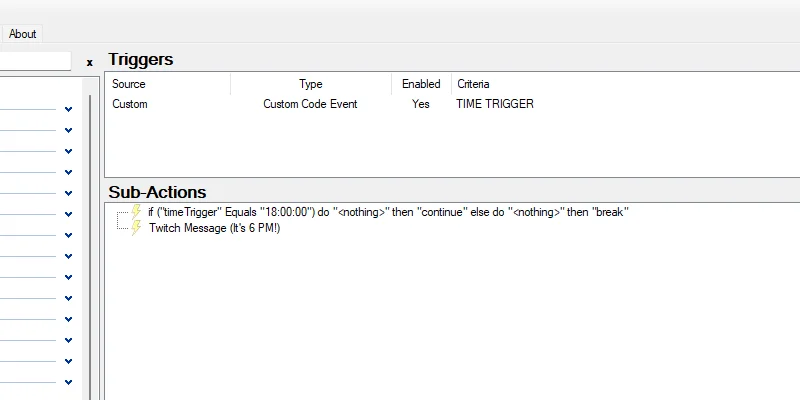 About
x
Triggers
Source Type Enabled Criteria
Custom Custom Code Event Yes TIME TRIGGER
Sub-Actions
if ("timeTrigger" Equals "18:00:00") do "<nothing>" then "continue" else do "<nothing>" then "break"
Twitch Message (It's 6 PM!)